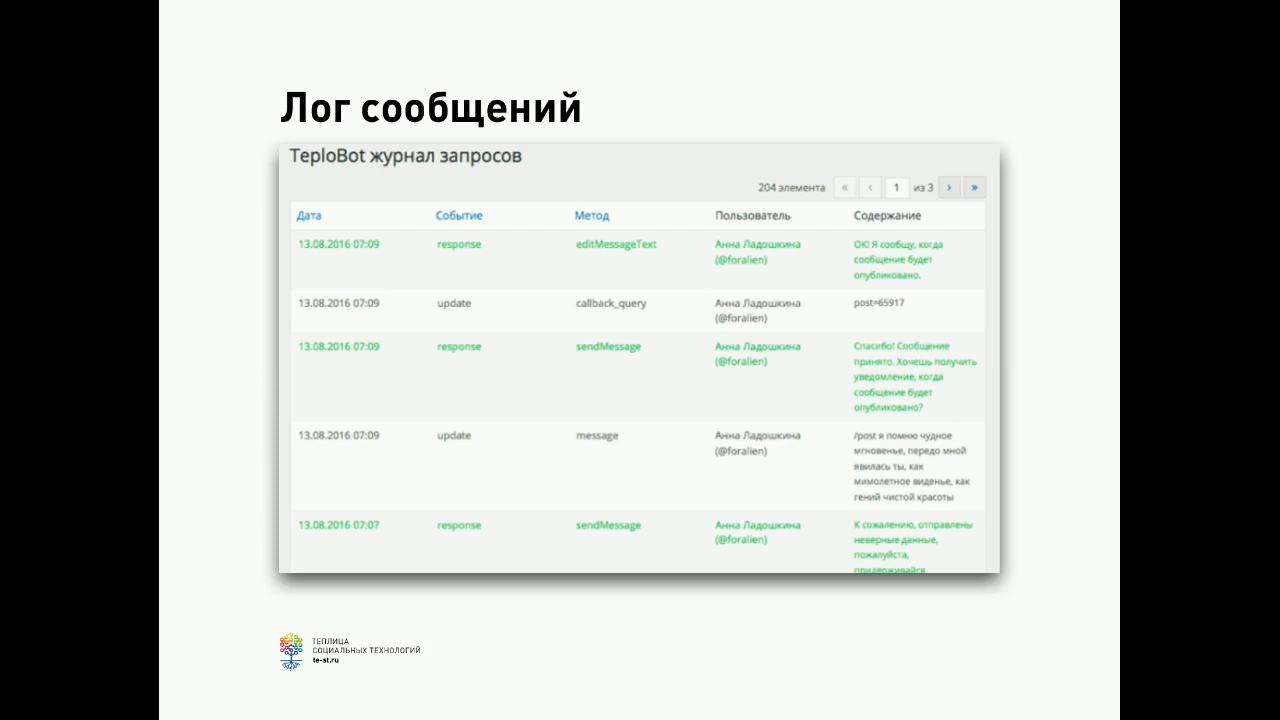 Лог сообщений
TeploBot журнал запросов
204 элемента « ‹ 1 из 3 › »
Дата Событие Метод Пользователь Содержание
13.08.2016 07:09 response editMessageText Анна Ладошкина ОК! Я сообщу, когда
(@foralien) сообщение будет
опубликовано.
13.08.2016 07:09 update callback_query Анна Ладошкина post=65917
(@foralien)
13.08.2016 07:09 response sendMessage Анна Ладошкина Спасибо! Сообщение
(@foralien) принято. Хочешь получить
уведомление, когда
сообщение будет
опубликовано?
13.08.2016 07:09 update message Анна Ладошкина /post я помню чудное
(@foralien) мгновенье, передо мной
явилась ты, как
мимолетное виденье, как
гений чистой красоты
13.08.2016 07:07 response sendMessage Анна Ладошкина К сожалению, отправлены
(@foralien) неверные данные,
пожалуйста,
придерживайся
ТЕПЛИЦА
СОЦИАЛЬНЫХ ТЕХНОЛОГИЙ
te-st.ru